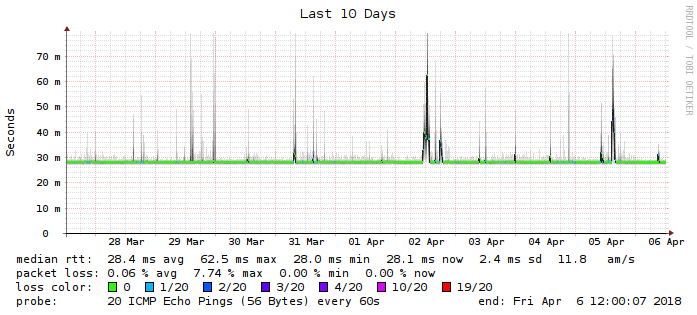 Last 10 Days
RRDTOOL / TOBI OETIKER
Seconds
70 m
60 m
50 m
40 m
30 m
20 m
10 m
0
28 Mar 29 Mar 30 Mar 31 Mar 01 Apr 02 Apr 03 Apr 04 Apr 05 Apr 06 Apr
median rtt: 28.4 ms avg 62.5 ms max 28.0 ms min 28.1 ms now 2.4 ms sd 11.8 am/s
packet loss: 0.06 % avg 7.74 % max 0.00 % min 0.00 % now
loss color: 0 1/20 2/20 3/20 4/20 10/20 19/20
probe: 20 ICMP Echo Pings (56 Bytes) every 60s end: Fri Apr 6 12:00:07 2018